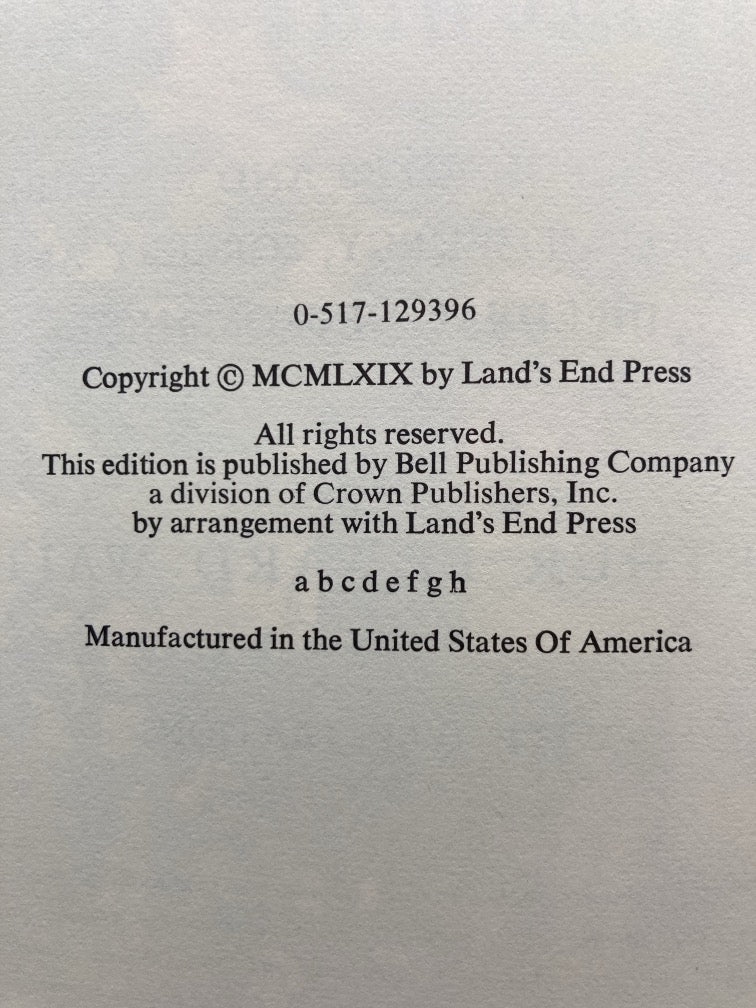 0-517-129396
Copyright © MCMLXIX by Land's End Press
All rights reserved.
This edition is published by Bell Publishing Company
a division of Crown Publishers, Inc.
by arrangement with Land's End Press
a b c d e f g h
Manufactured in the United States Of America